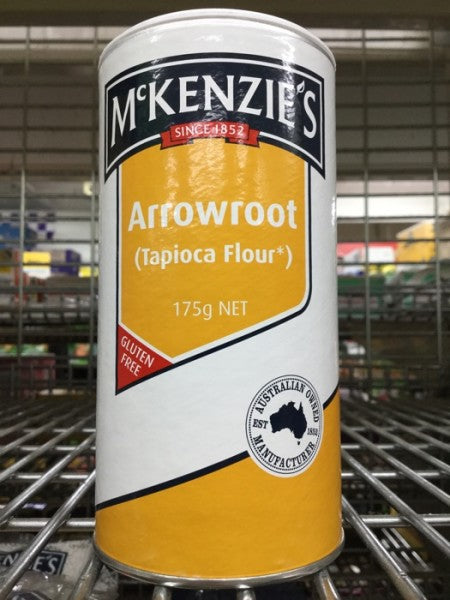 McKENZIE'S
SINCE 1852
Arrowroot
(Tapioca Flour*)
175g NET
GLUTEN
FREE
AUSTRALIAN OWNED
EST 1852
MANUFACTURER